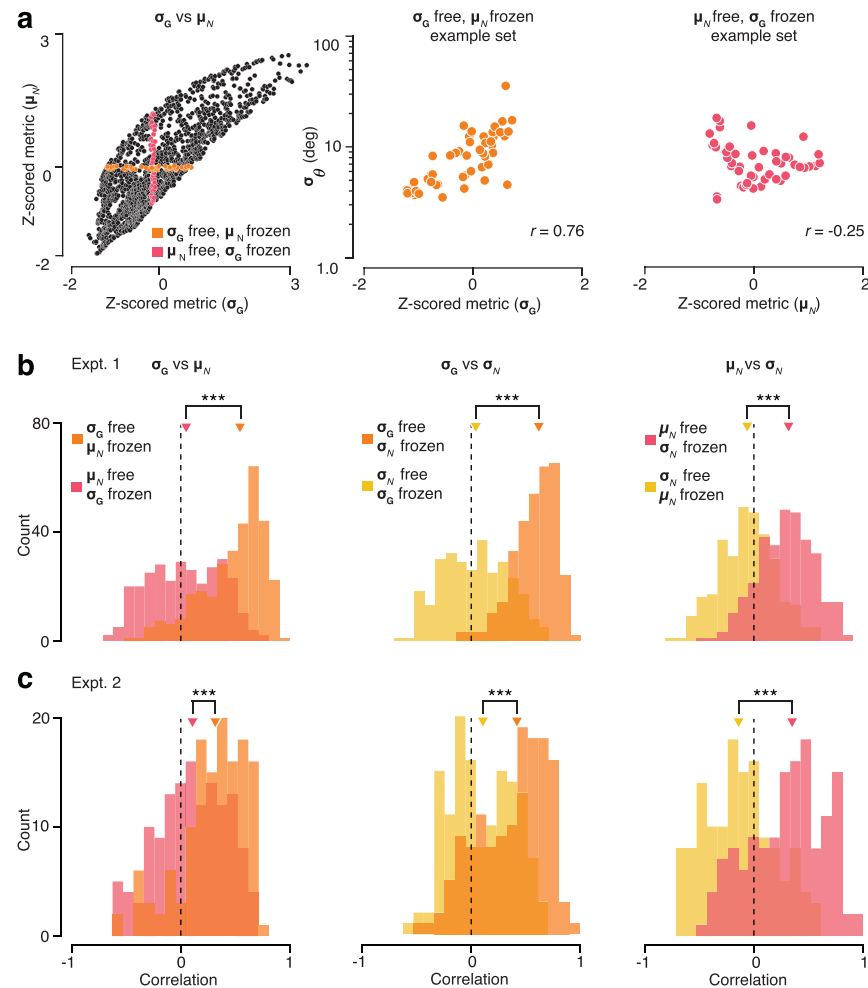 a
σG vs μN
σG free, μN frozen
example set
μN free, σG frozen
example set
3
0
-2
Z-scored metric (μN)
σG free, μN frozen
μN free, σG frozen
-2
0
3
Z-scored metric (σG)
100
10
1.0
σθ (deg)
r = 0.76
-2
0
2
Z-scored metric (σG)
r = -0.25
-2
0
2
Z-scored metric (μN)
b
Expt. 1
σG vs μN
σG vs σN
μN vs σN
***
***
***
80
40
0
Count
σG free
μN frozen
μN free
σG frozen
σG free
σN frozen
σN free
σG frozen
μN free
σN frozen
σN free
μN frozen
c
Expt. 2
***
***
***
20
10
0
Count
-1
0
1
Correlation
-1
0
1
Correlation
-1
0
1
Correlation